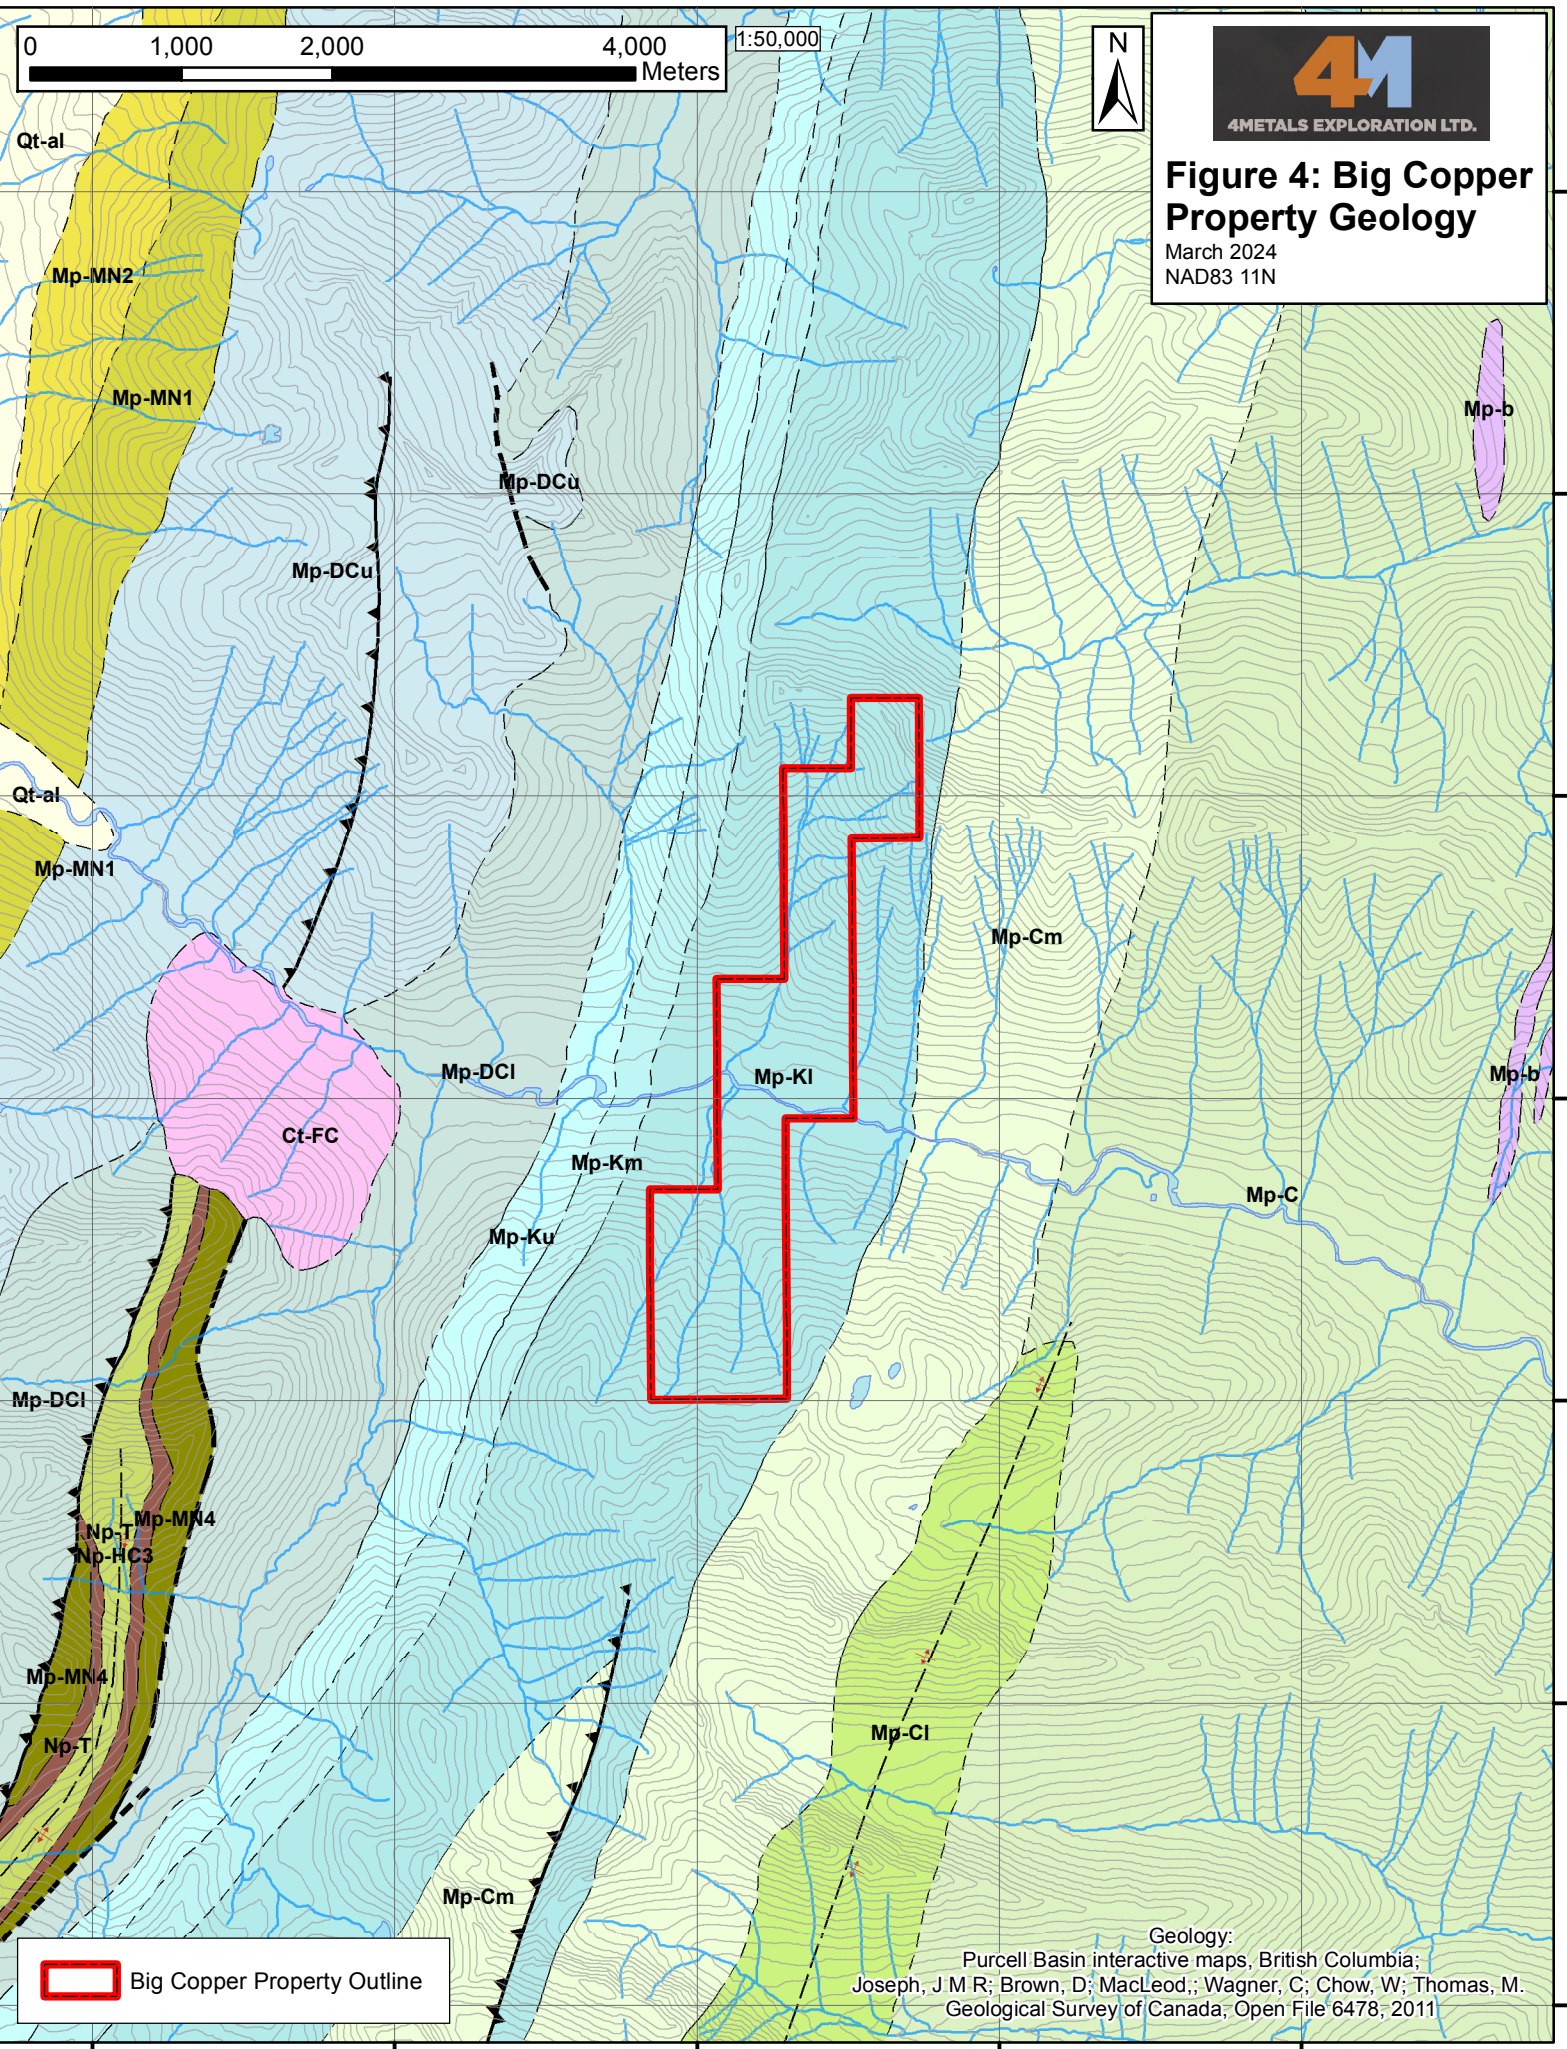 0 1,000 2,000 4,000
Meters
1:50,000
N
4M
4METALS EXPLORATION LTD.
Figure 4: Big Copper
Property Geology
March 2024
NAD83 11N
Qt-al
Mp-MN2
Mp-MN1
Mp-b
Mp-DCu
Mp-DCu
Qt-al
Mp-MN1
Mp-Cm
Mp-DCl
Mp-Kl
Mp-b
Ct-FC
Mp-Km
Mp-C
Mp-Ku
Mp-DCl
Mp-MN4
Np-T
Np-HC3
Mp-MN4
Mp-Cl
Np-T
Mp-Cm
Big Copper Property Outline
Geology:
Purcell Basin interactive maps, British Columbia;
Joseph, J M R; Brown, D; MacLeod,; Wagner, C; Chow, W; Thomas, M.
Geological Survey of Canada, Open File 6478, 2011